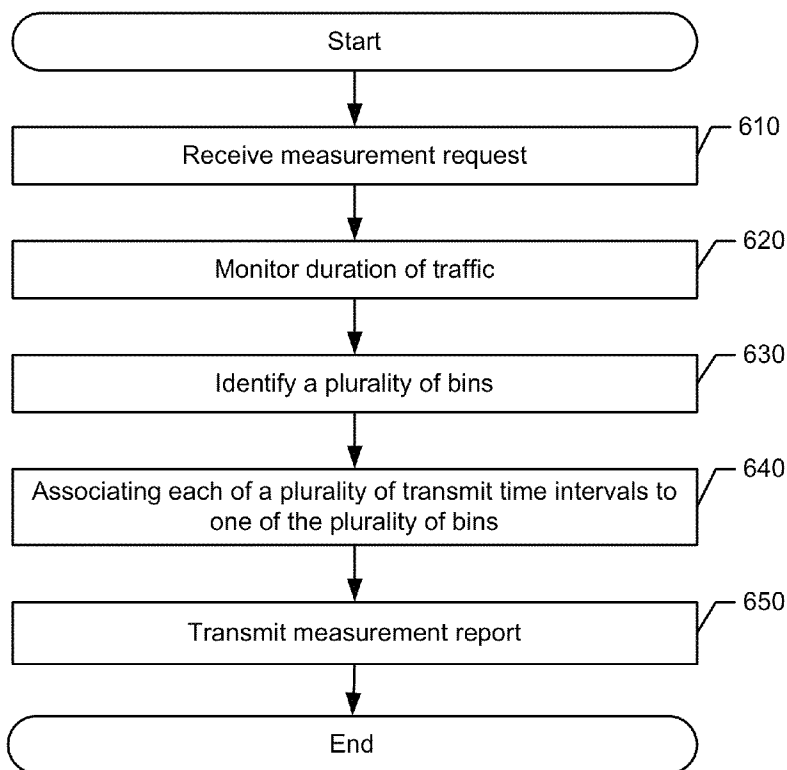 Start
610
Receive measurement request
620
Monitor duration of traffic
630
Identify a plurality of bins
640
Associating each of a plurality of transmit time intervals to
one of the plurality of bins
650
Transmit measurement report
End